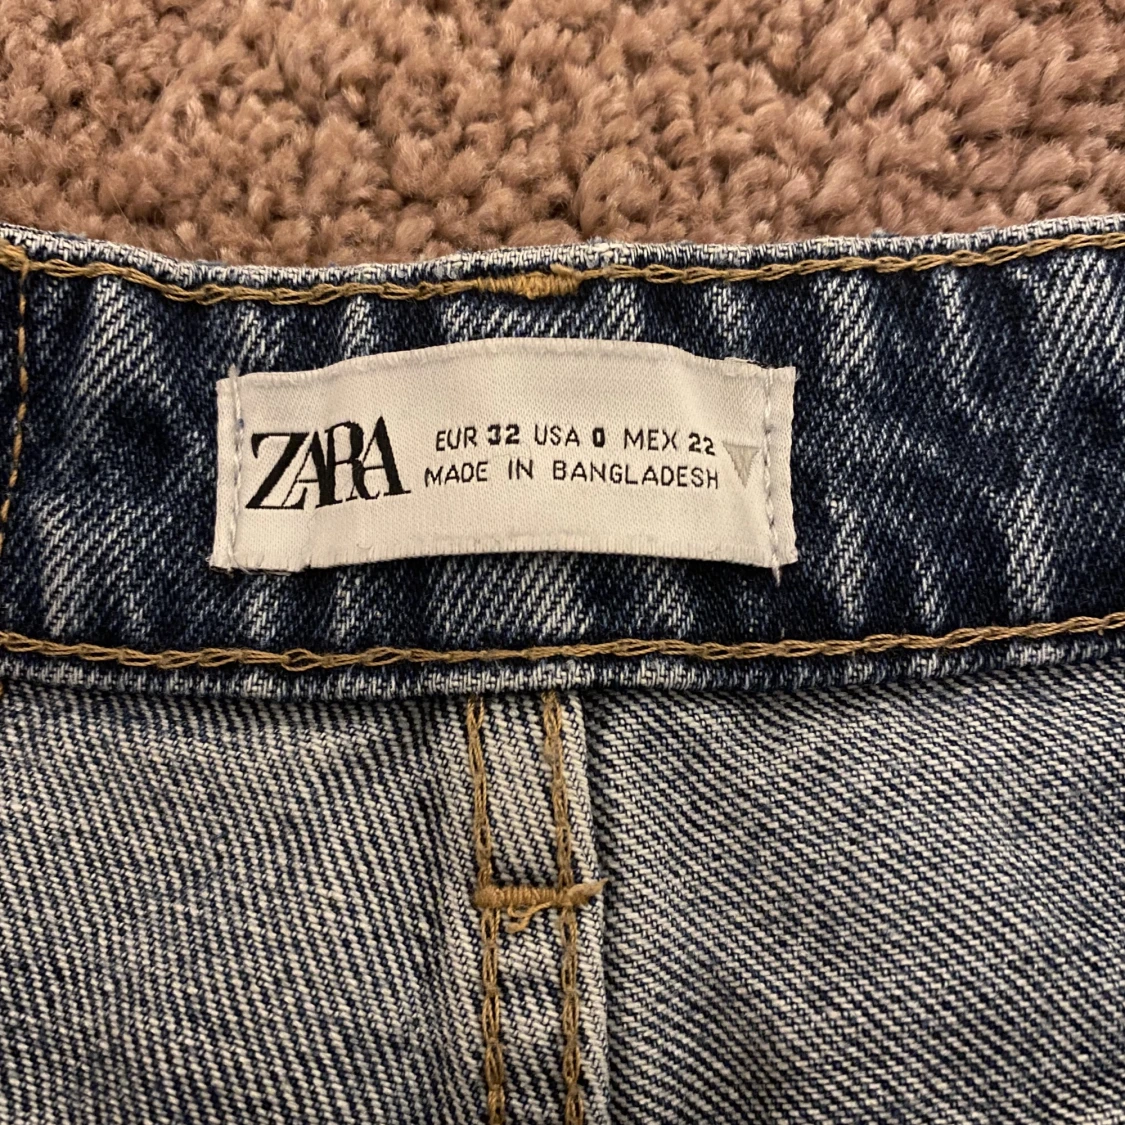 ZARA
EUR 32 USA 0 MEX 22
MADE IN BANGLADESH